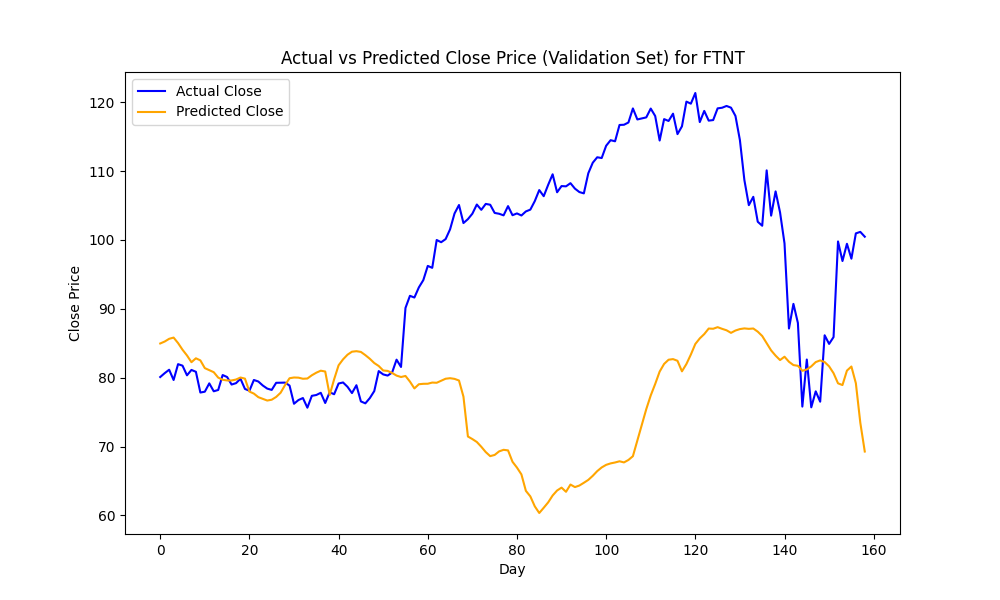 Actual vs Predicted Close Price (Validation Set) for FTNT
Actual Close
Predicted Close
Close Price
120
110
100
90
80
70
60
0 20 40 60 80 100 120 140 160
Day